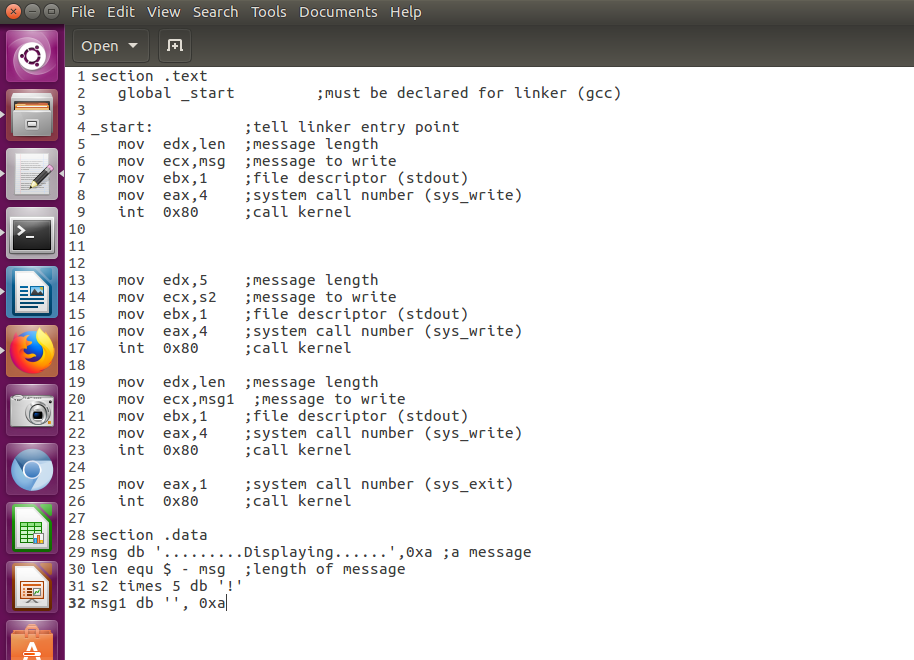 File Edit View Search Tools Documents Help
Open
1 section .text
2    global _start         ;must be declared for linker (gcc)
3
4 _start:          ;tell linker entry point
5    mov  edx,len  ;message length
6    mov  ecx,msg  ;message to write
7    mov  ebx,1    ;file descriptor (stdout)
8    mov  eax,4    ;system call number (sys_write)
9    int  0x80     ;call kernel
10
11
12
13    mov  edx,5    ;message length
14    mov  ecx,s2   ;message to write
15    mov  ebx,1    ;file descriptor (stdout)
16    mov  eax,4    ;system call number (sys_write)
17    int  0x80     ;call kernel
18
19    mov  edx,len  ;message length
20    mov  ecx,msg1  ;message to write
21    mov  ebx,1    ;file descriptor (stdout)
22    mov  eax,4    ;system call number (sys_write)
23    int  0x80     ;call kernel
24
25    mov  eax,1    ;system call number (sys_exit)
26    int  0x80     ;call kernel
27
28 section .data
29 msg db '.........Displaying......',0xa ;a message
30 len equ $ - msg  ;length of message
31 s2 times 5 db '!'
32 msg1 db '', 0xa